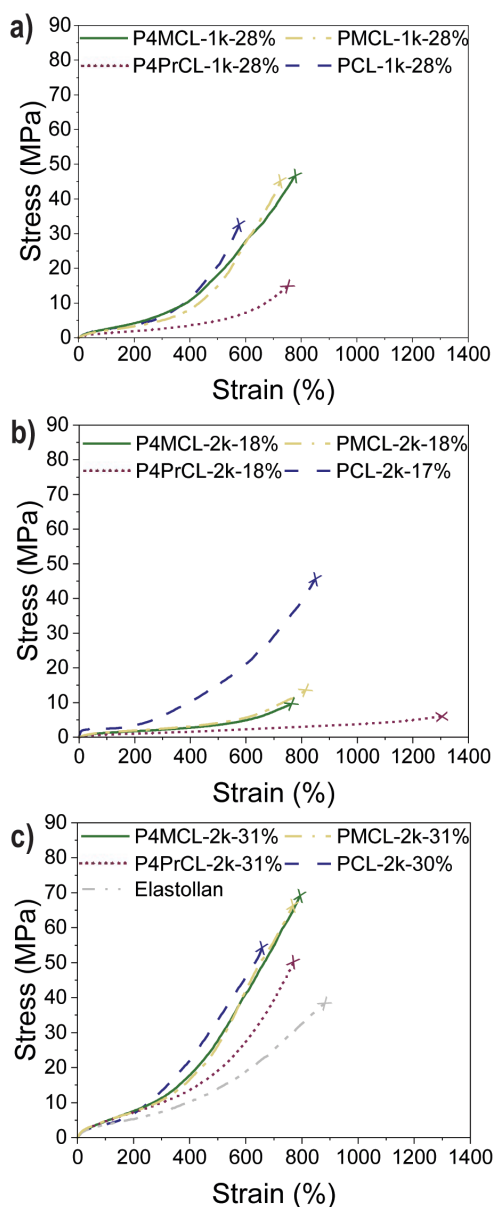 a)
P4MCL-1k-28% PMCL-1k-28%
P4PrCL-1k-28% PCL-1k-28%
90
80
70
60
50
40
30
20
10
0
Stress (MPa)
0 200 400 600 800 1000 1200 1400
Strain (%)
b)
P4MCL-2k-18% PMCL-2k-18%
P4PrCL-2k-18% PCL-2k-17%
90
80
70
60
50
40
30
20
10
0
Stress (MPa)
0 200 400 600 800 1000 1200 1400
Strain (%)
c)
P4MCL-2k-31% PMCL-2k-31%
P4PrCL-2k-31% PCL-2k-30%
Elastollan
90
80
70
60
50
40
30
20
10
0
Stress (MPa)
0 200 400 600 800 1000 1200 1400
Strain (%)